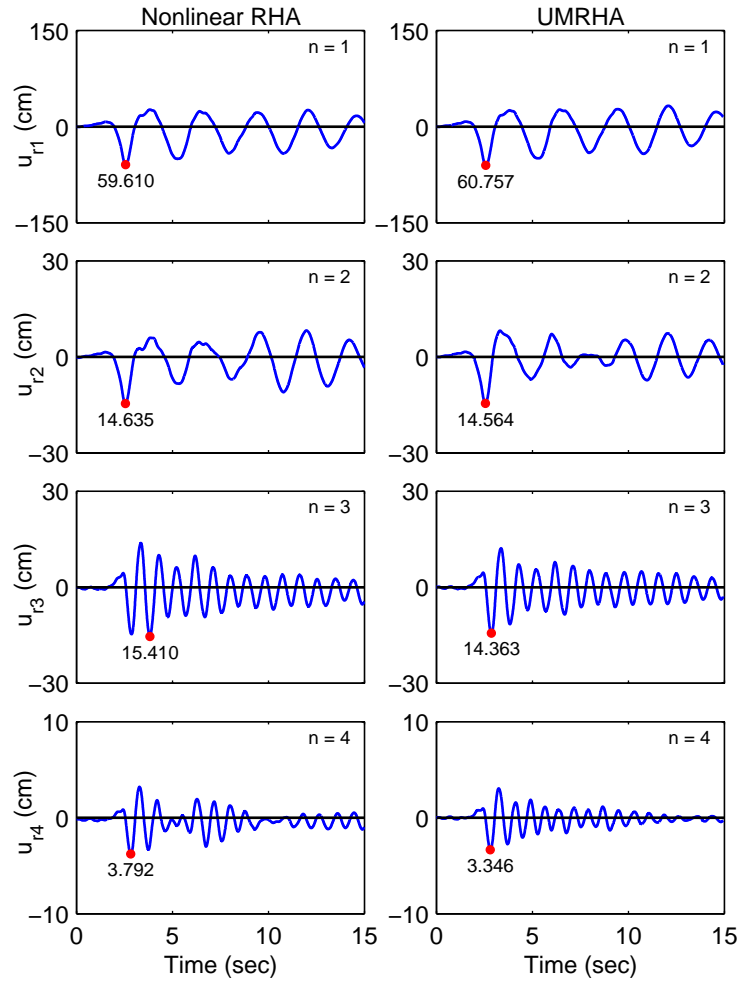 Nonlinear RHA
UMRHA
150
0
−150
u_r1 (cm)
n = 1
59.610
150
0
−150
n = 1
60.757
30
0
−30
u_r2 (cm)
n = 2
14.635
30
0
−30
n = 2
14.564
30
0
−30
u_r3 (cm)
n = 3
15.410
30
0
−30
n = 3
14.363
10
0
−10
u_r4 (cm)
n = 4
3.792
0
5
10
15
Time (sec)
10
0
−10
n = 4
3.346
0
5
10
15
Time (sec)